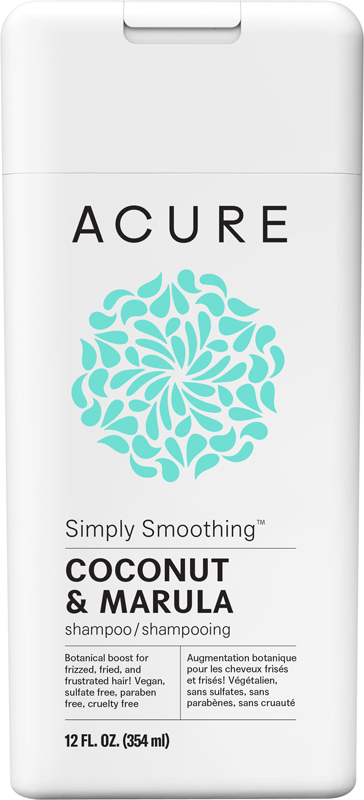 ACURE
Simply Smoothing™
COCONUT
& MARULA
shampoo/shampooing
Botanical boost for
frizzed, fried, and
frustrated hair! Vegan,
sulfate free, paraben
free, cruelty free
Augmentation botanique
pour les cheveux frisés
et frisés! Végétalien,
sans sulfates, sans
parabènes, sans cruauté
12 FL. OZ. (354 ml)